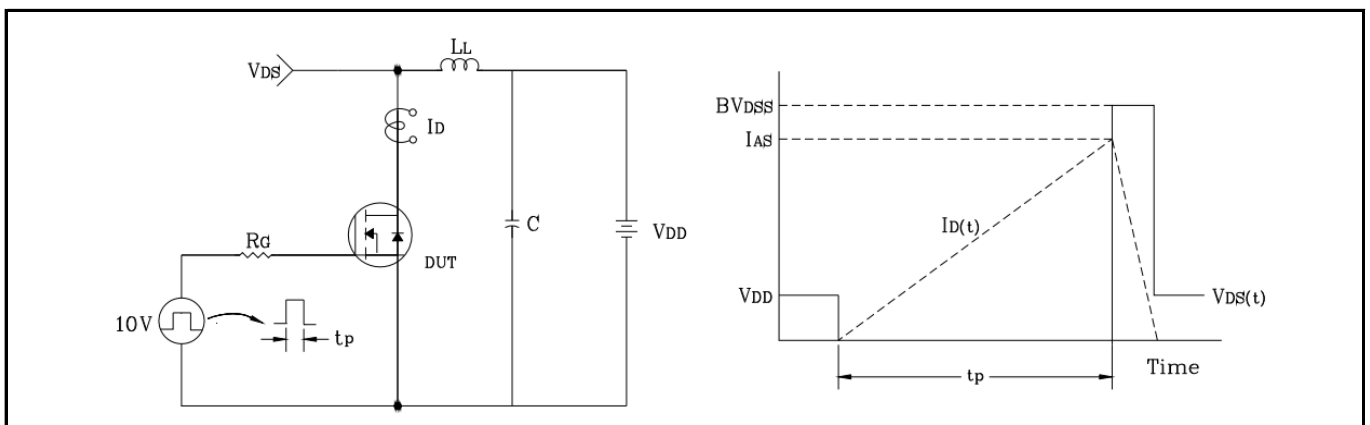 VDS
LL
ID
RG
DUT
C
VDD
10V
tp
BVDSS
IAS
ID(t)
VDD
VDS(t)
Time
tp